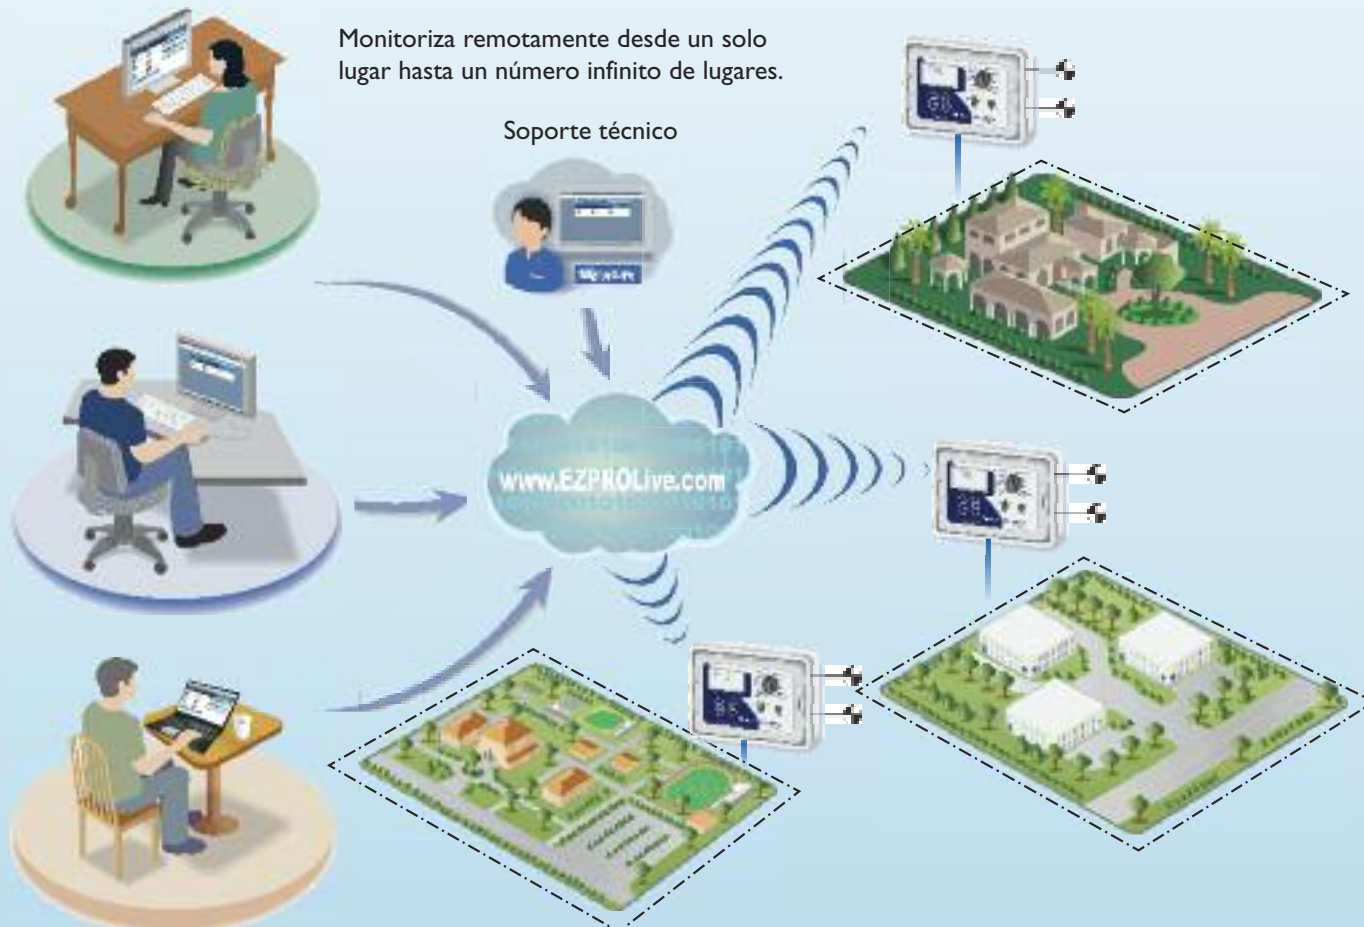 Monitoriza remotamente desde un solo
lugar hasta un número infinito de lugares.
Soporte técnico
www.EZPROLive.com